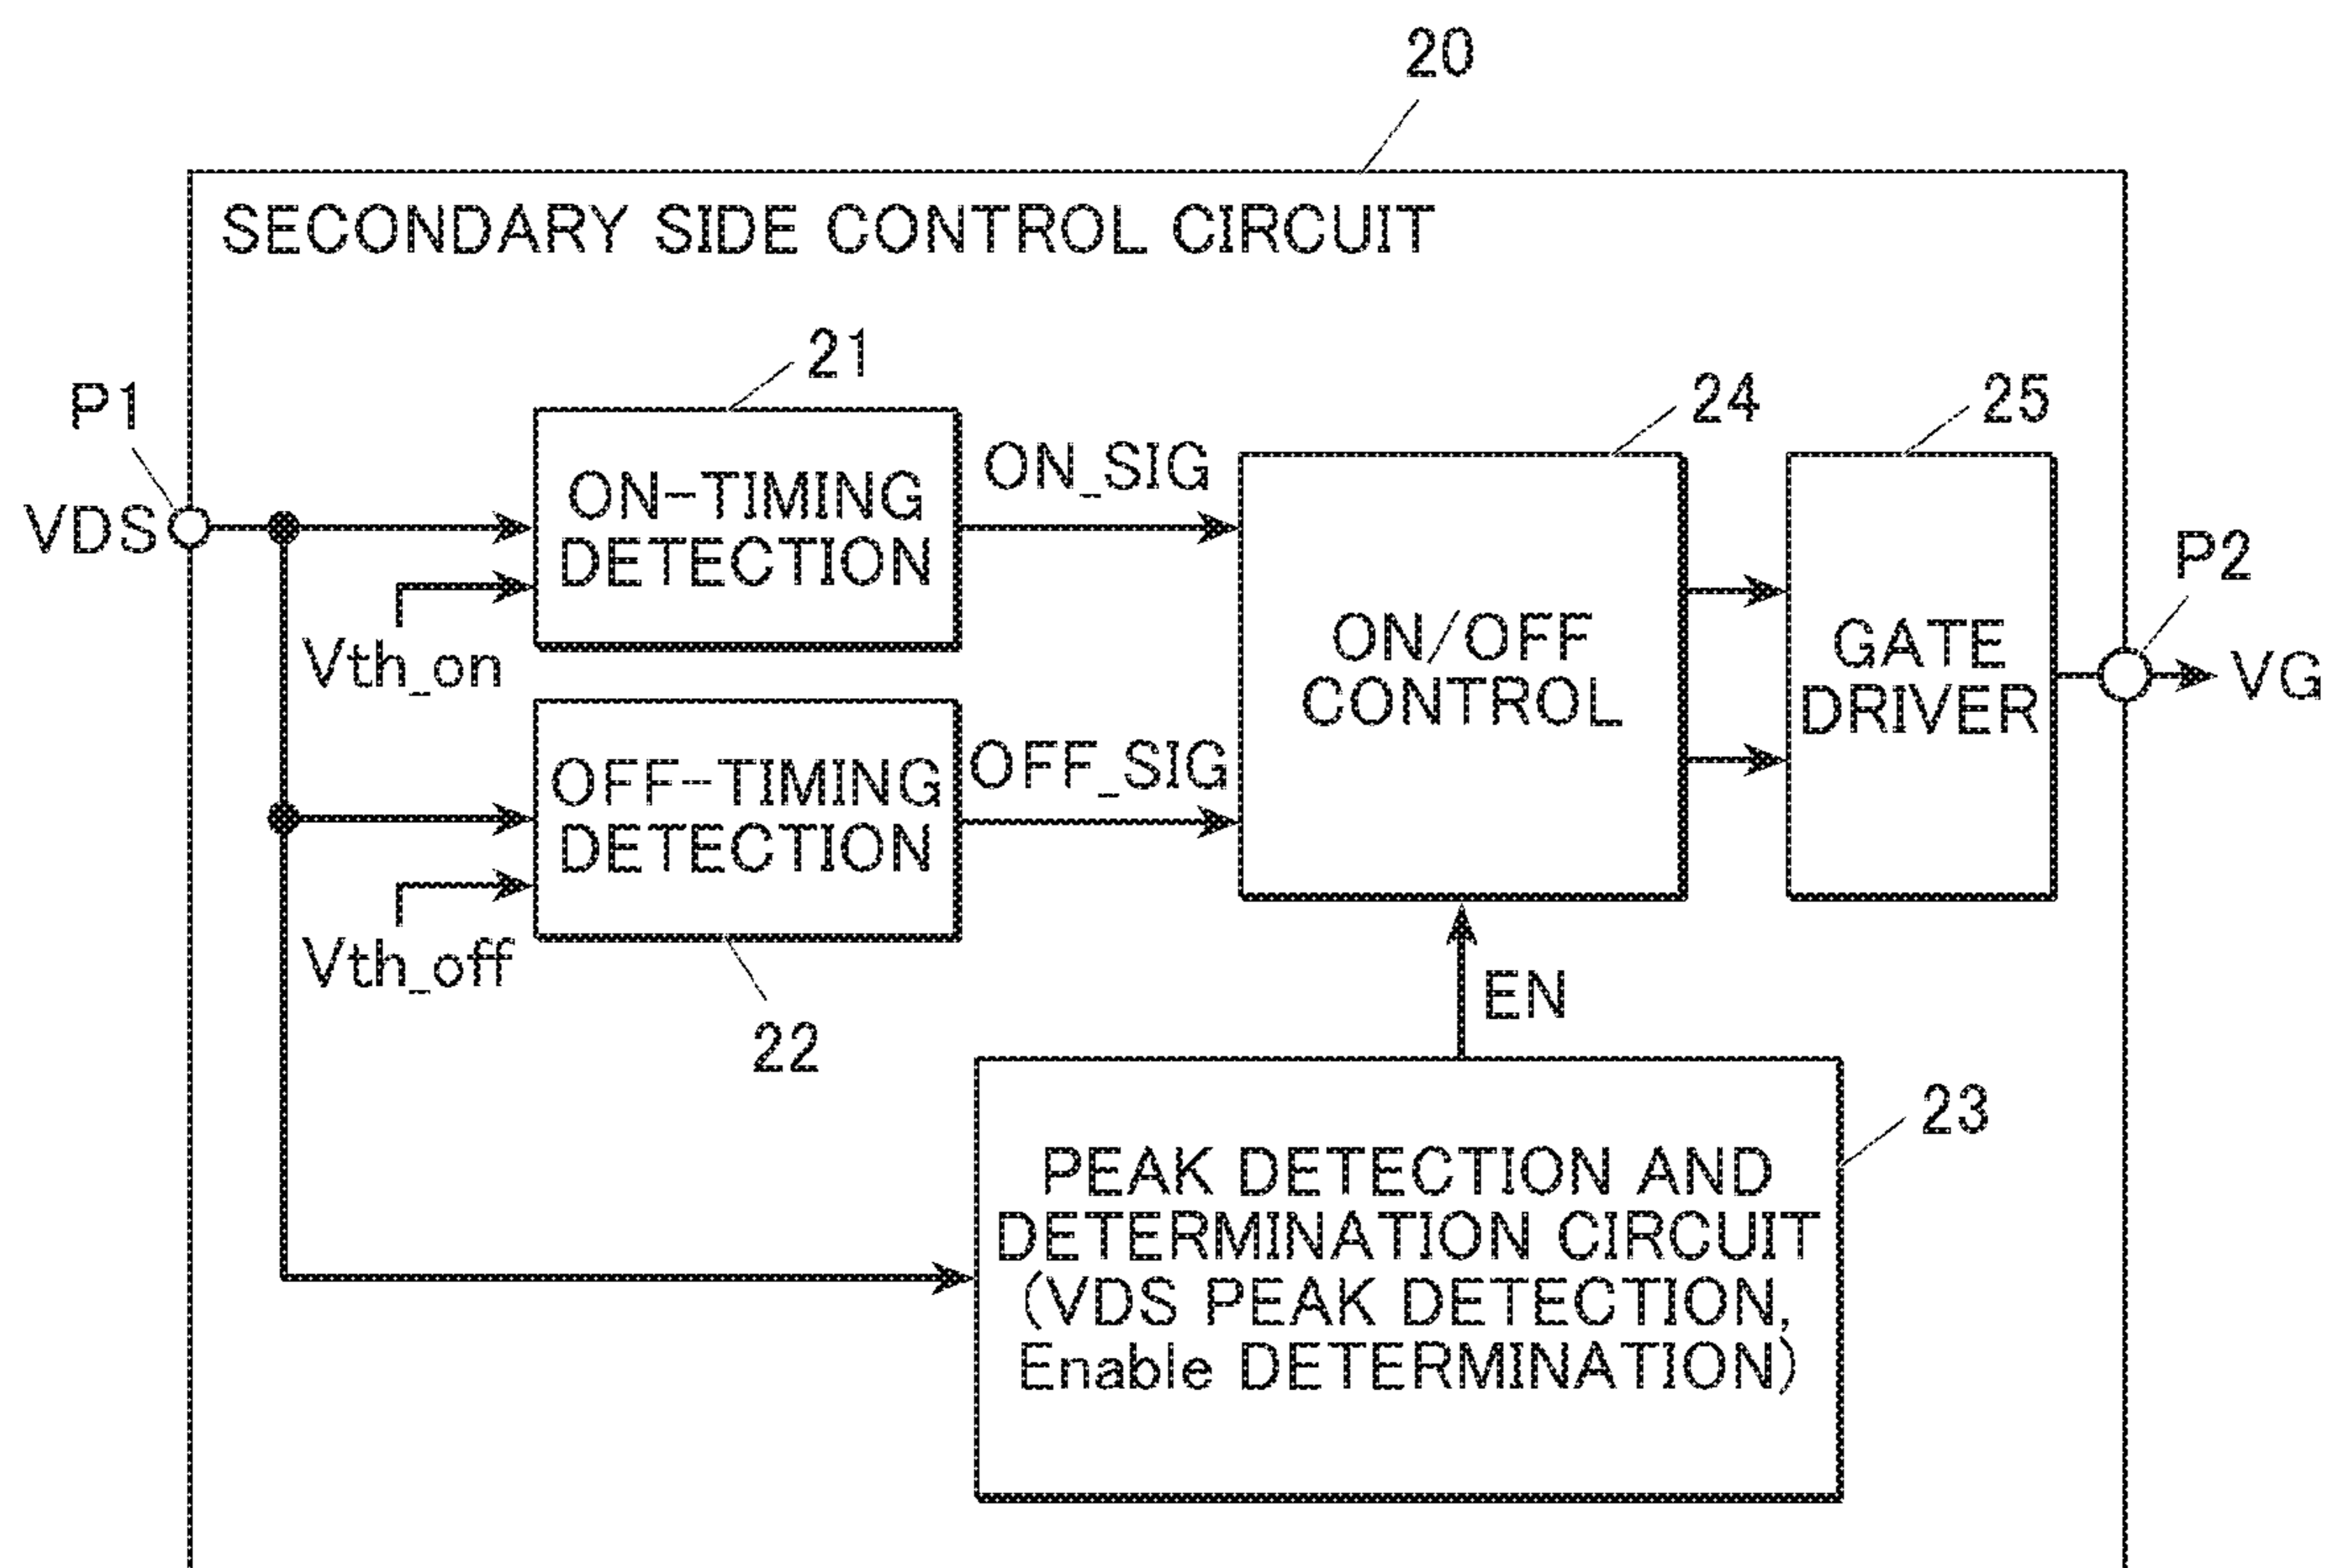 20
SECONDARY SIDE CONTROL CIRCUIT
21
P1
24
25
ON_SIG
ON-TIMING
DETECTION
VDS
P2
Vth_on
ON/OFF
CONTROL
GATE
DRIVER
VG
OFF-TIMING
DETECTION
OFF_SIG
Vth_off
22
EN
23
PEAK DETECTION AND
DETERMINATION CIRCUIT
(VDS PEAK DETECTION,
Enable DETERMINATION)